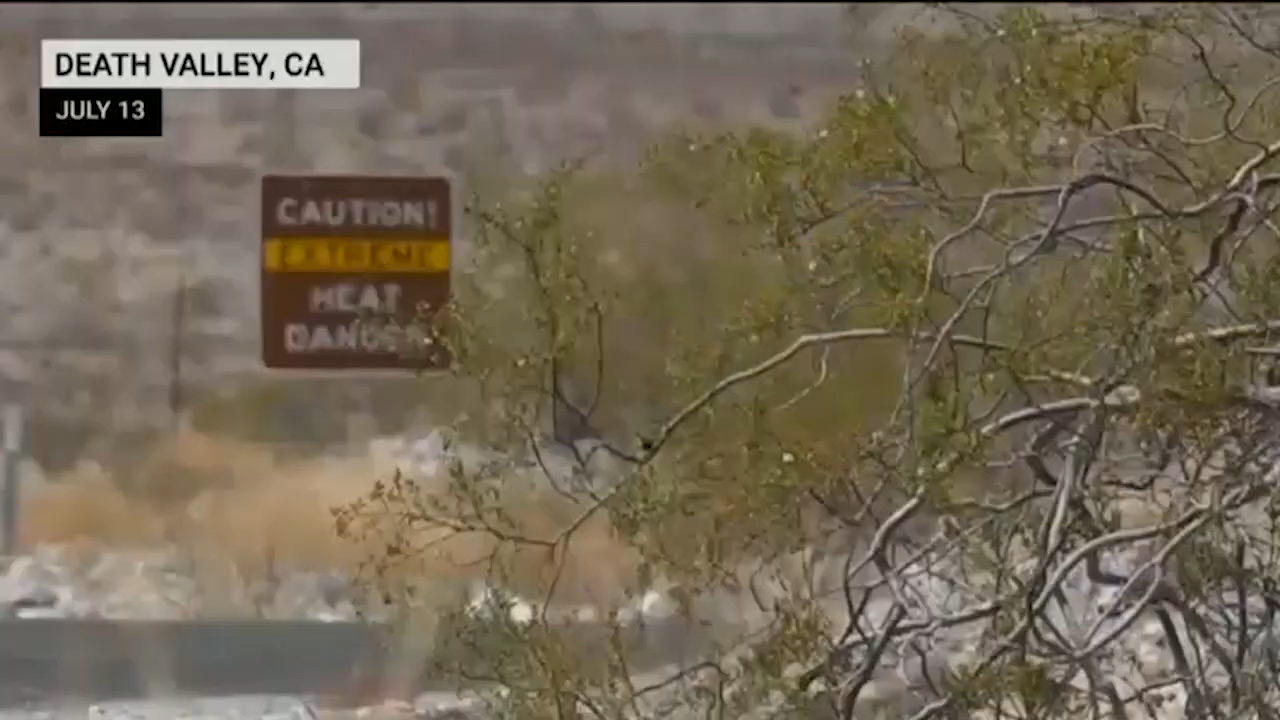 DEATH VALLEY, CA
JULY 13
CAUTION!
EXTREME
HEAT
DANGER